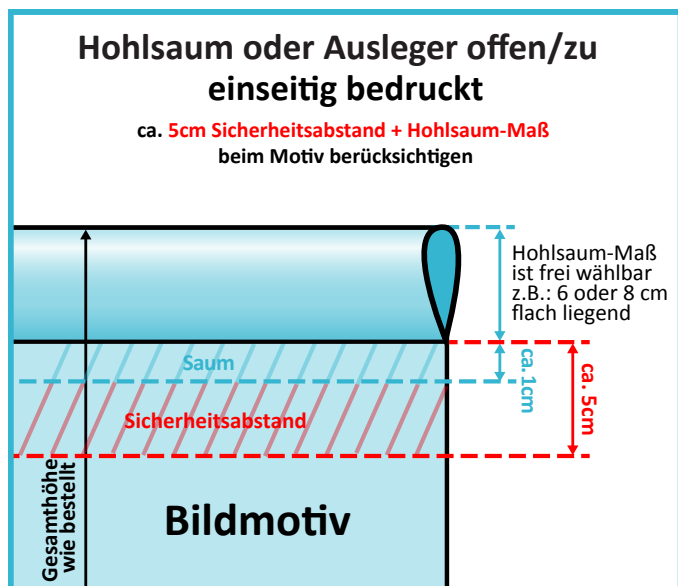 Hohlsaum oder Ausleger offen/zu
einseitig bedruckt
ca. 5cm Sicherheitsabstand + Hohlsaum-Maß
beim Motiv berücksichtigen
Hohlsaum-Maß
ist frei wählbar
z.B.: 6 oder 8 cm
flach liegend
Saum
ca. 1cm
ca. 5cm
Sicherheitsabstand
Gesamthöhe
wie bestellt
Bildmotiv